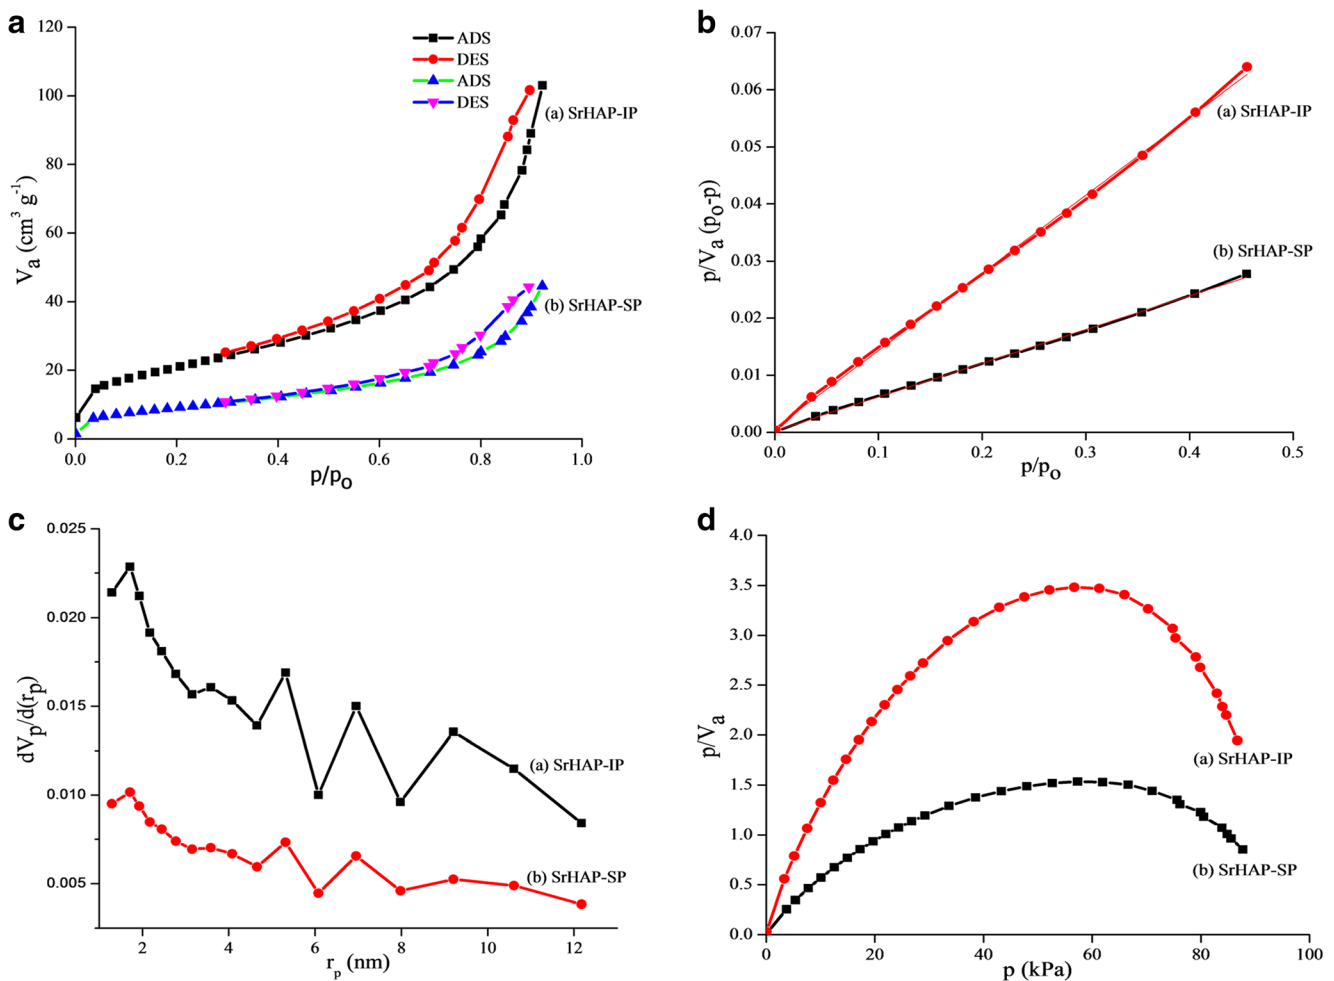 a
120
100
80
60
40
20
0
Va (cm3 g-1)
0.0 0.2 0.4 0.6 0.8 1.0
p/po
ADS
DES
ADS
DES
(a) SrHAP-IP
(b) SrHAP-SP
b
0.07
0.06
0.05
0.04
0.03
0.02
0.01
0.00
p/Va (po-p)
0.0 0.1 0.2 0.3 0.4 0.5
p/po
(a) SrHAP-IP
(b) SrHAP-SP
c
0.025
0.020
0.015
0.010
0.005
dVp/d(rp)
2 4 6 8 10 12
rp (nm)
(a) SrHAP-IP
(b) SrHAP-SP
d
4.0
3.5
3.0
2.5
2.0
1.5
1.0
0.5
0.0
p/Va
0 20 40 60 80 100
p (kPa)
(a) SrHAP-IP
(b) SrHAP-SP